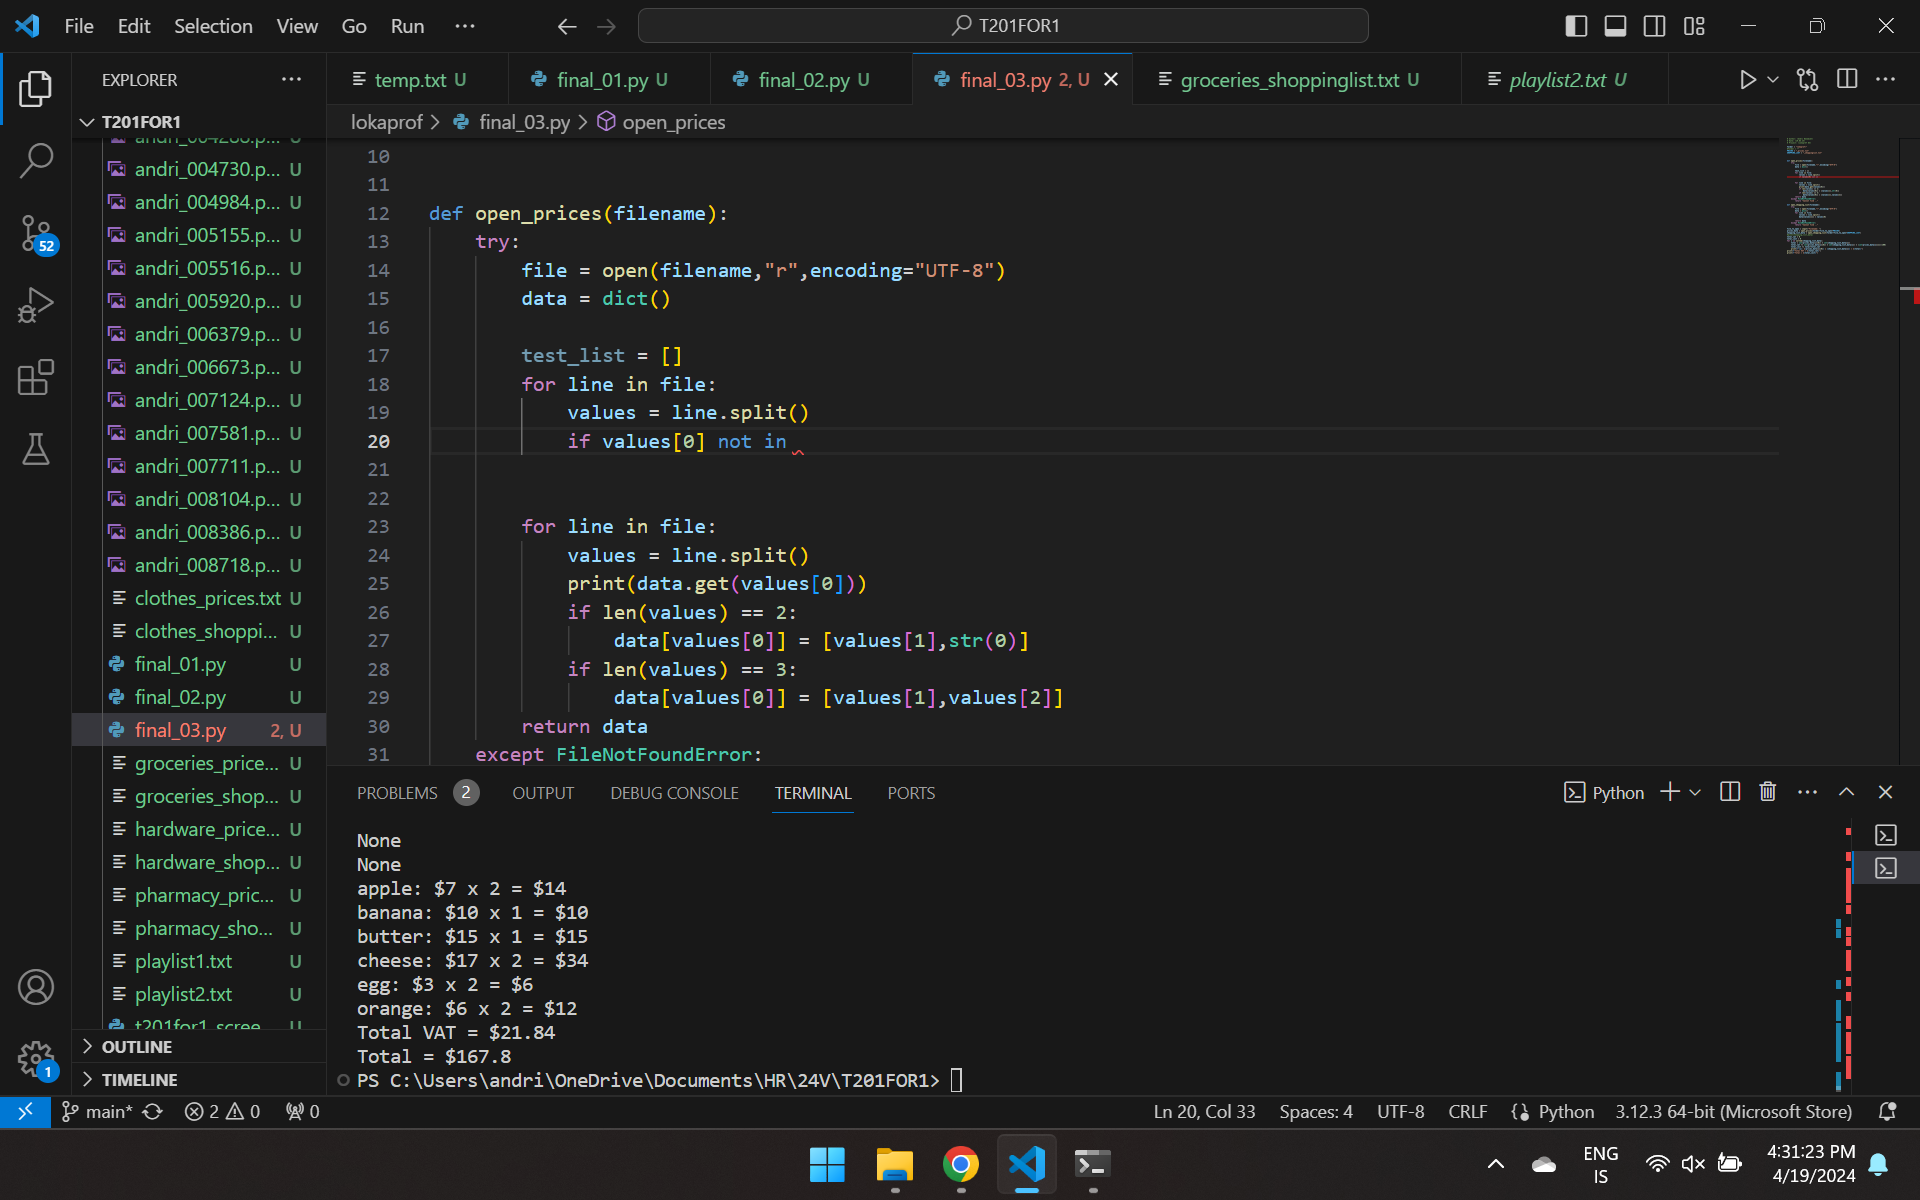 File Edit Selection View Go Run ··· T201FOR1
EXPLORER ···
T201FOR1
andri_004288.p... U
andri_004730.p... U
andri_004984.p... U
andri_005155.p... U
andri_005516.p... U
andri_005920.p... U
andri_006379.p... U
andri_006673.p... U
andri_007124.p... U
andri_007581.p... U
andri_007711.p... U
andri_008104.p... U
andri_008386.p... U
andri_008718.p... U
clothes_prices.txt U
clothes_shoppi... U
final_01.py U
final_02.py U
final_03.py 2, U
groceries_price... U
groceries_shop... U
hardware_price... U
hardware_shop... U
pharmacy_pric... U
pharmacy_sho... U
playlist1.txt U
playlist2.txt U
t201for1_scree... U
OUTLINE
TIMELINE
52
1
temp.txt U final_01.py U final_02.py U final_03.py 2, U groceries_shoppinglist.txt U playlist2.txt U
lokaprof > final_03.py > open_prices
10
11
12 def open_prices(filename):
13 try:
14 file = open(filename,"r",encoding="UTF-8")
15 data = dict()
16
17 test_list = []
18 for line in file:
19 values = line.split()
20 if values[0] not in
21
22
23 for line in file:
24 values = line.split()
25 print(data.get(values[0]))
26 if len(values) == 2:
27 data[values[0]] = [values[1],str(0)]
28 if len(values) == 3:
29 data[values[0]] = [values[1],values[2]]
30 return data
31 except FileNotFoundError:
PROBLEMS 2 OUTPUT DEBUG CONSOLE TERMINAL PORTS Python
None
None
apple: $7 x 2 = $14
banana: $10 x 1 = $10
butter: $15 x 1 = $15
cheese: $17 x 2 = $34
egg: $3 x 2 = $6
orange: $6 x 2 = $12
Total VAT = $21.84
Total = $167.8
PS C:\Users\andri\OneDrive\Documents\HR\24V\T201FOR1>
main* 2 0 0 Ln 20, Col 33 Spaces: 4 UTF-8 CRLF Python 3.12.3 64-bit (Microsoft Store)
ENG
IS
4:31:23 PM
4/19/2024